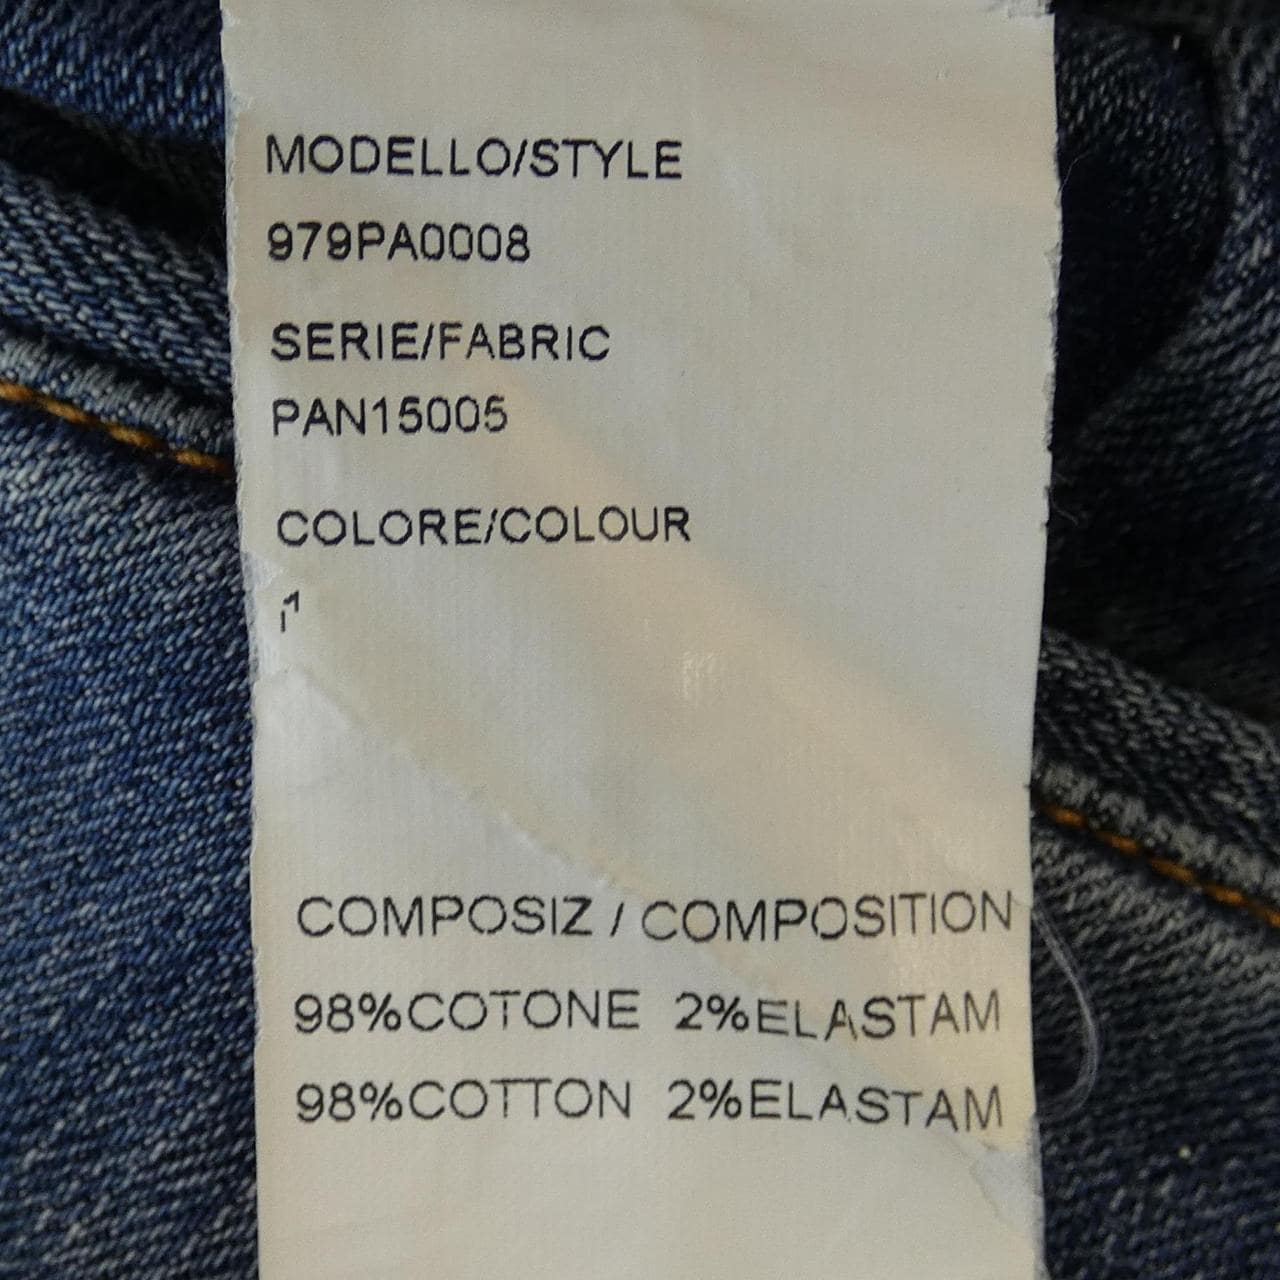 MODELLO/STYLE
979PA0008
SERIE/FABRIC
PAN15005
COLORE/COLOUR
COMPOSIZ / COMPOSITION
98%COTONE 2%ELASTAM
98%COTTON 2%ELASTAM